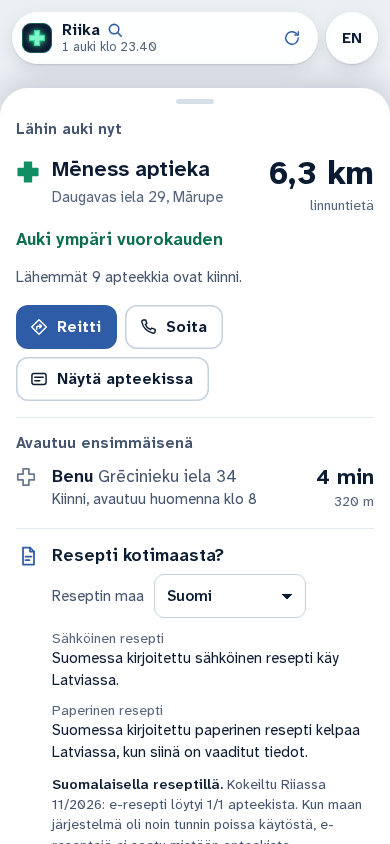 Riika
1 auki klo 23.40
EN
Lähin auki nyt
Mēness aptieka
6,3 km
Daugavas iela 29, Mārupe
linnuntietä
Auki ympäri vuorokauden
Lähemmät 9 apteekkia ovat kiinni.
Reitti
Soita
Näytä apteekissa
Avautuu ensimmäisenä
Benu Grēcinieku iela 34
4 min
Kiinni, avautuu huomenna klo 8
320 m
Resepti kotimaasta?
Reseptin maa
Suomi
Sähköinen resepti
Suomessa kirjoitettu sähköinen resepti käy
Latviassa.
Paperinen resepti
Suomessa kirjoitettu paperinen resepti kelpaa
Latviassa, kun siinä on vaaditut tiedot.
Suomalaisella reseptillä. Kokeiltu Riiassa
11/2026: e-resepti löytyi 1/1 apteekista. Kun maan
järjestelmä oli noin tunnin poissa käytöstä, e-